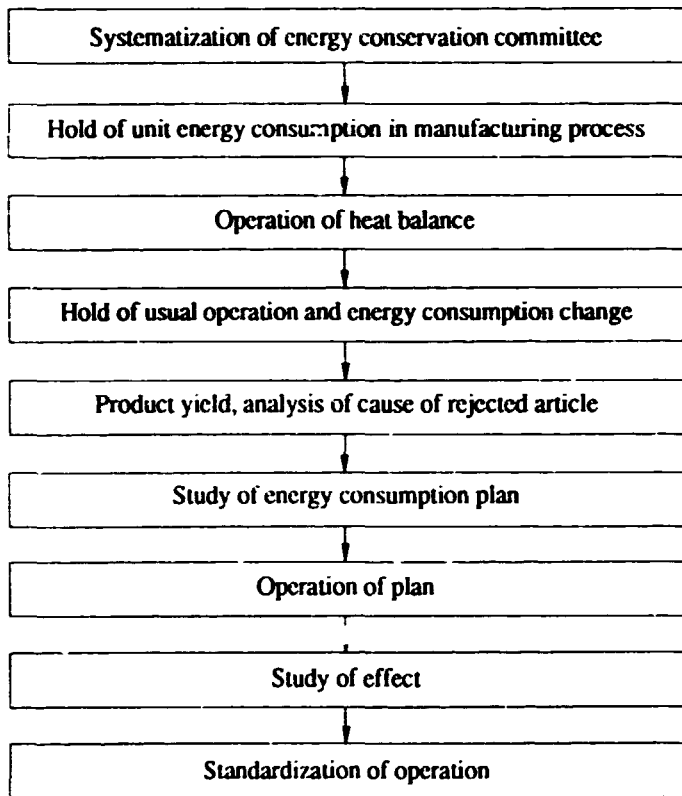 Systematization of energy conservation committee
Hold of unit energy consumption in manufacturing process
Operation of heat balance
Hold of usual operation and energy consumption change
Product yield, analysis of cause of rejected article
Study of energy consumption plan
Operation of plan
Study of effect
Standardization of operation